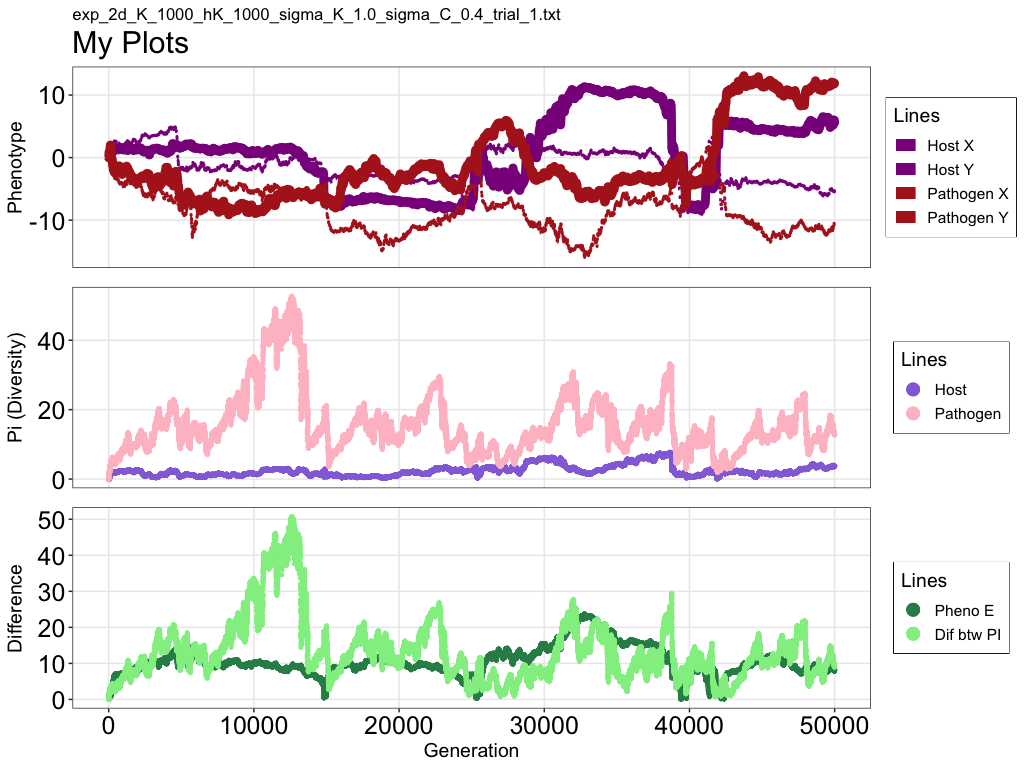 exp_2d_K_1000_hK_1000_sigma_K_1.0_sigma_C_0.4_trial_1.txt
My Plots
Phenotype
10
0
-10
Lines
Host X
Host Y
Pathogen X
Pathogen Y
Pi (Diversity)
40
20
0
Lines
Host
Pathogen
Difference
50
40
30
20
10
0
Lines
Pheno E
Dif btw PI
0 10000 20000 30000 40000 50000
Generation